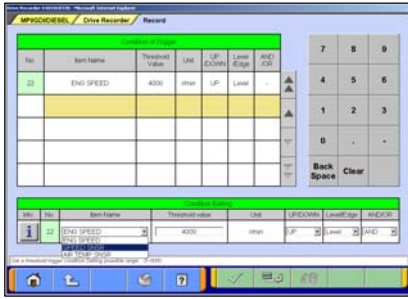 Drive Recorder - Microsoft Internet Explorer
MPI/GDI/DIESEL Drive Recorder Record
Condition of Trigger
No. Item Name Threshold Value Unit UP /DOWN Level /Edge AND /OR
22 ENG SPEED 4000 r/min UP Level -
7 8 9
4 5 6
1 2 3
0 . -
Back Space Clear
Condition Editing
Info No Item Name Threshold value Unit UP/DOWN Level/Edge AND/OR
i 22 ENG SPEED 4000 r/min UP Level AND
ENG SPEED
SPEED SNSR
AIR TEMP SNSR